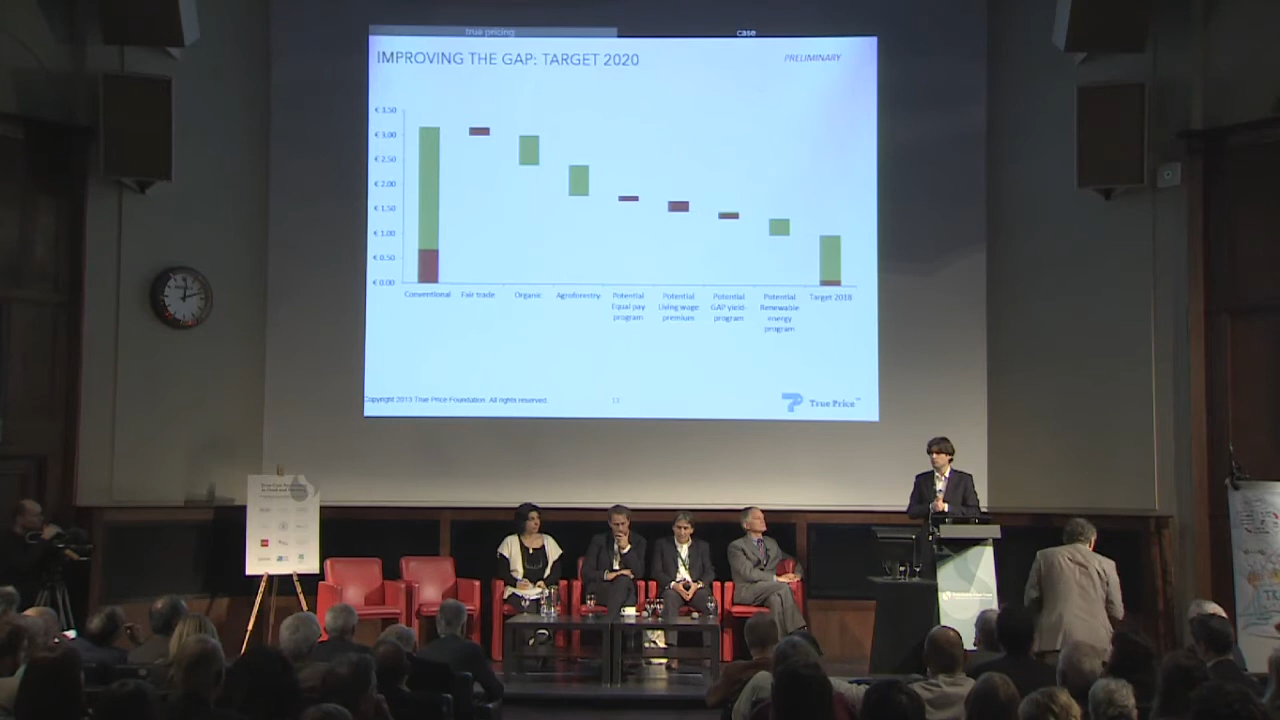 true pricing
case
IMPROVING THE GAP: TARGET 2020
PRELIMINARY
€ 3.50
€ 3.00
€ 2.50
€ 2.00
€ 1.50
€ 1.00
€ 0.50
€ 0.00
Conventional
Fair trade
Organic
Agroforestry
Potential
Equal pay
program
Potential
Living wage
premium
Potential
GAP yield-
program
Potential
Renewable
energy
program
Target 2018
Copyright 2013 True Price Foundation. All rights reserved.
13
True Price™